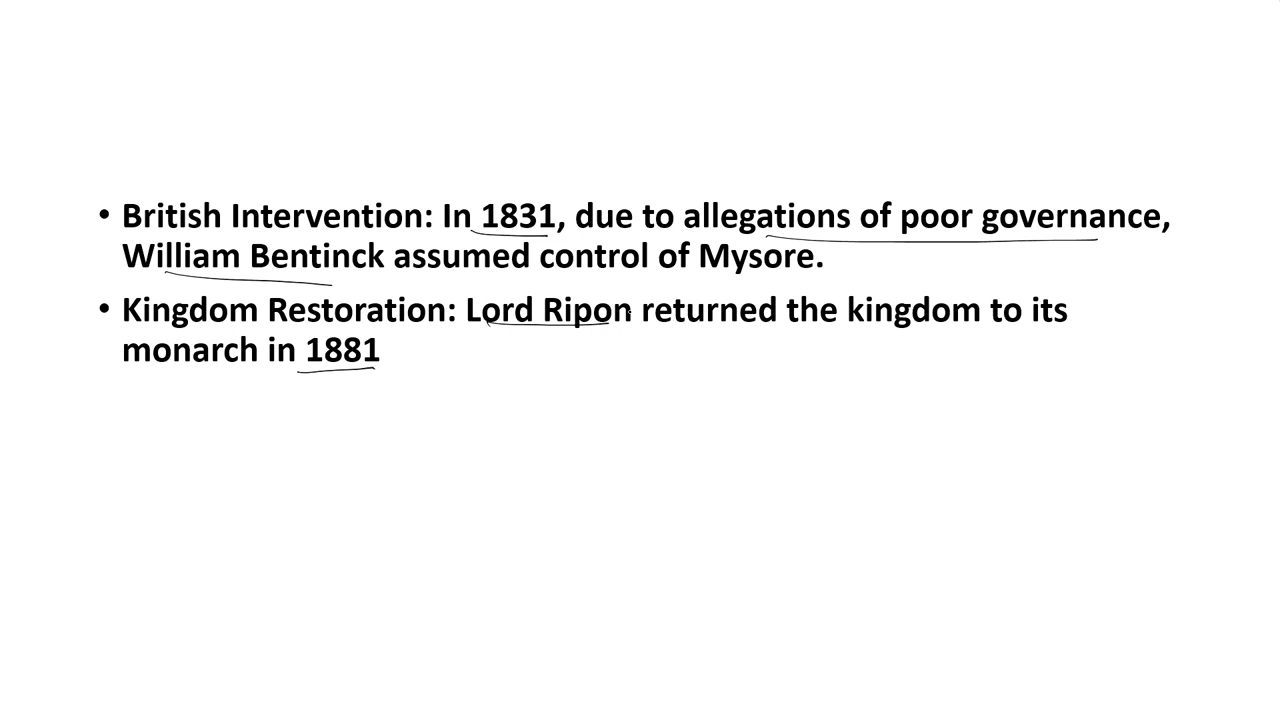 • British Intervention: In 1831, due to allegations of poor governance,
William Bentinck assumed control of Mysore.
• Kingdom Restoration: Lord Ripon returned the kingdom to its
monarch in 1881